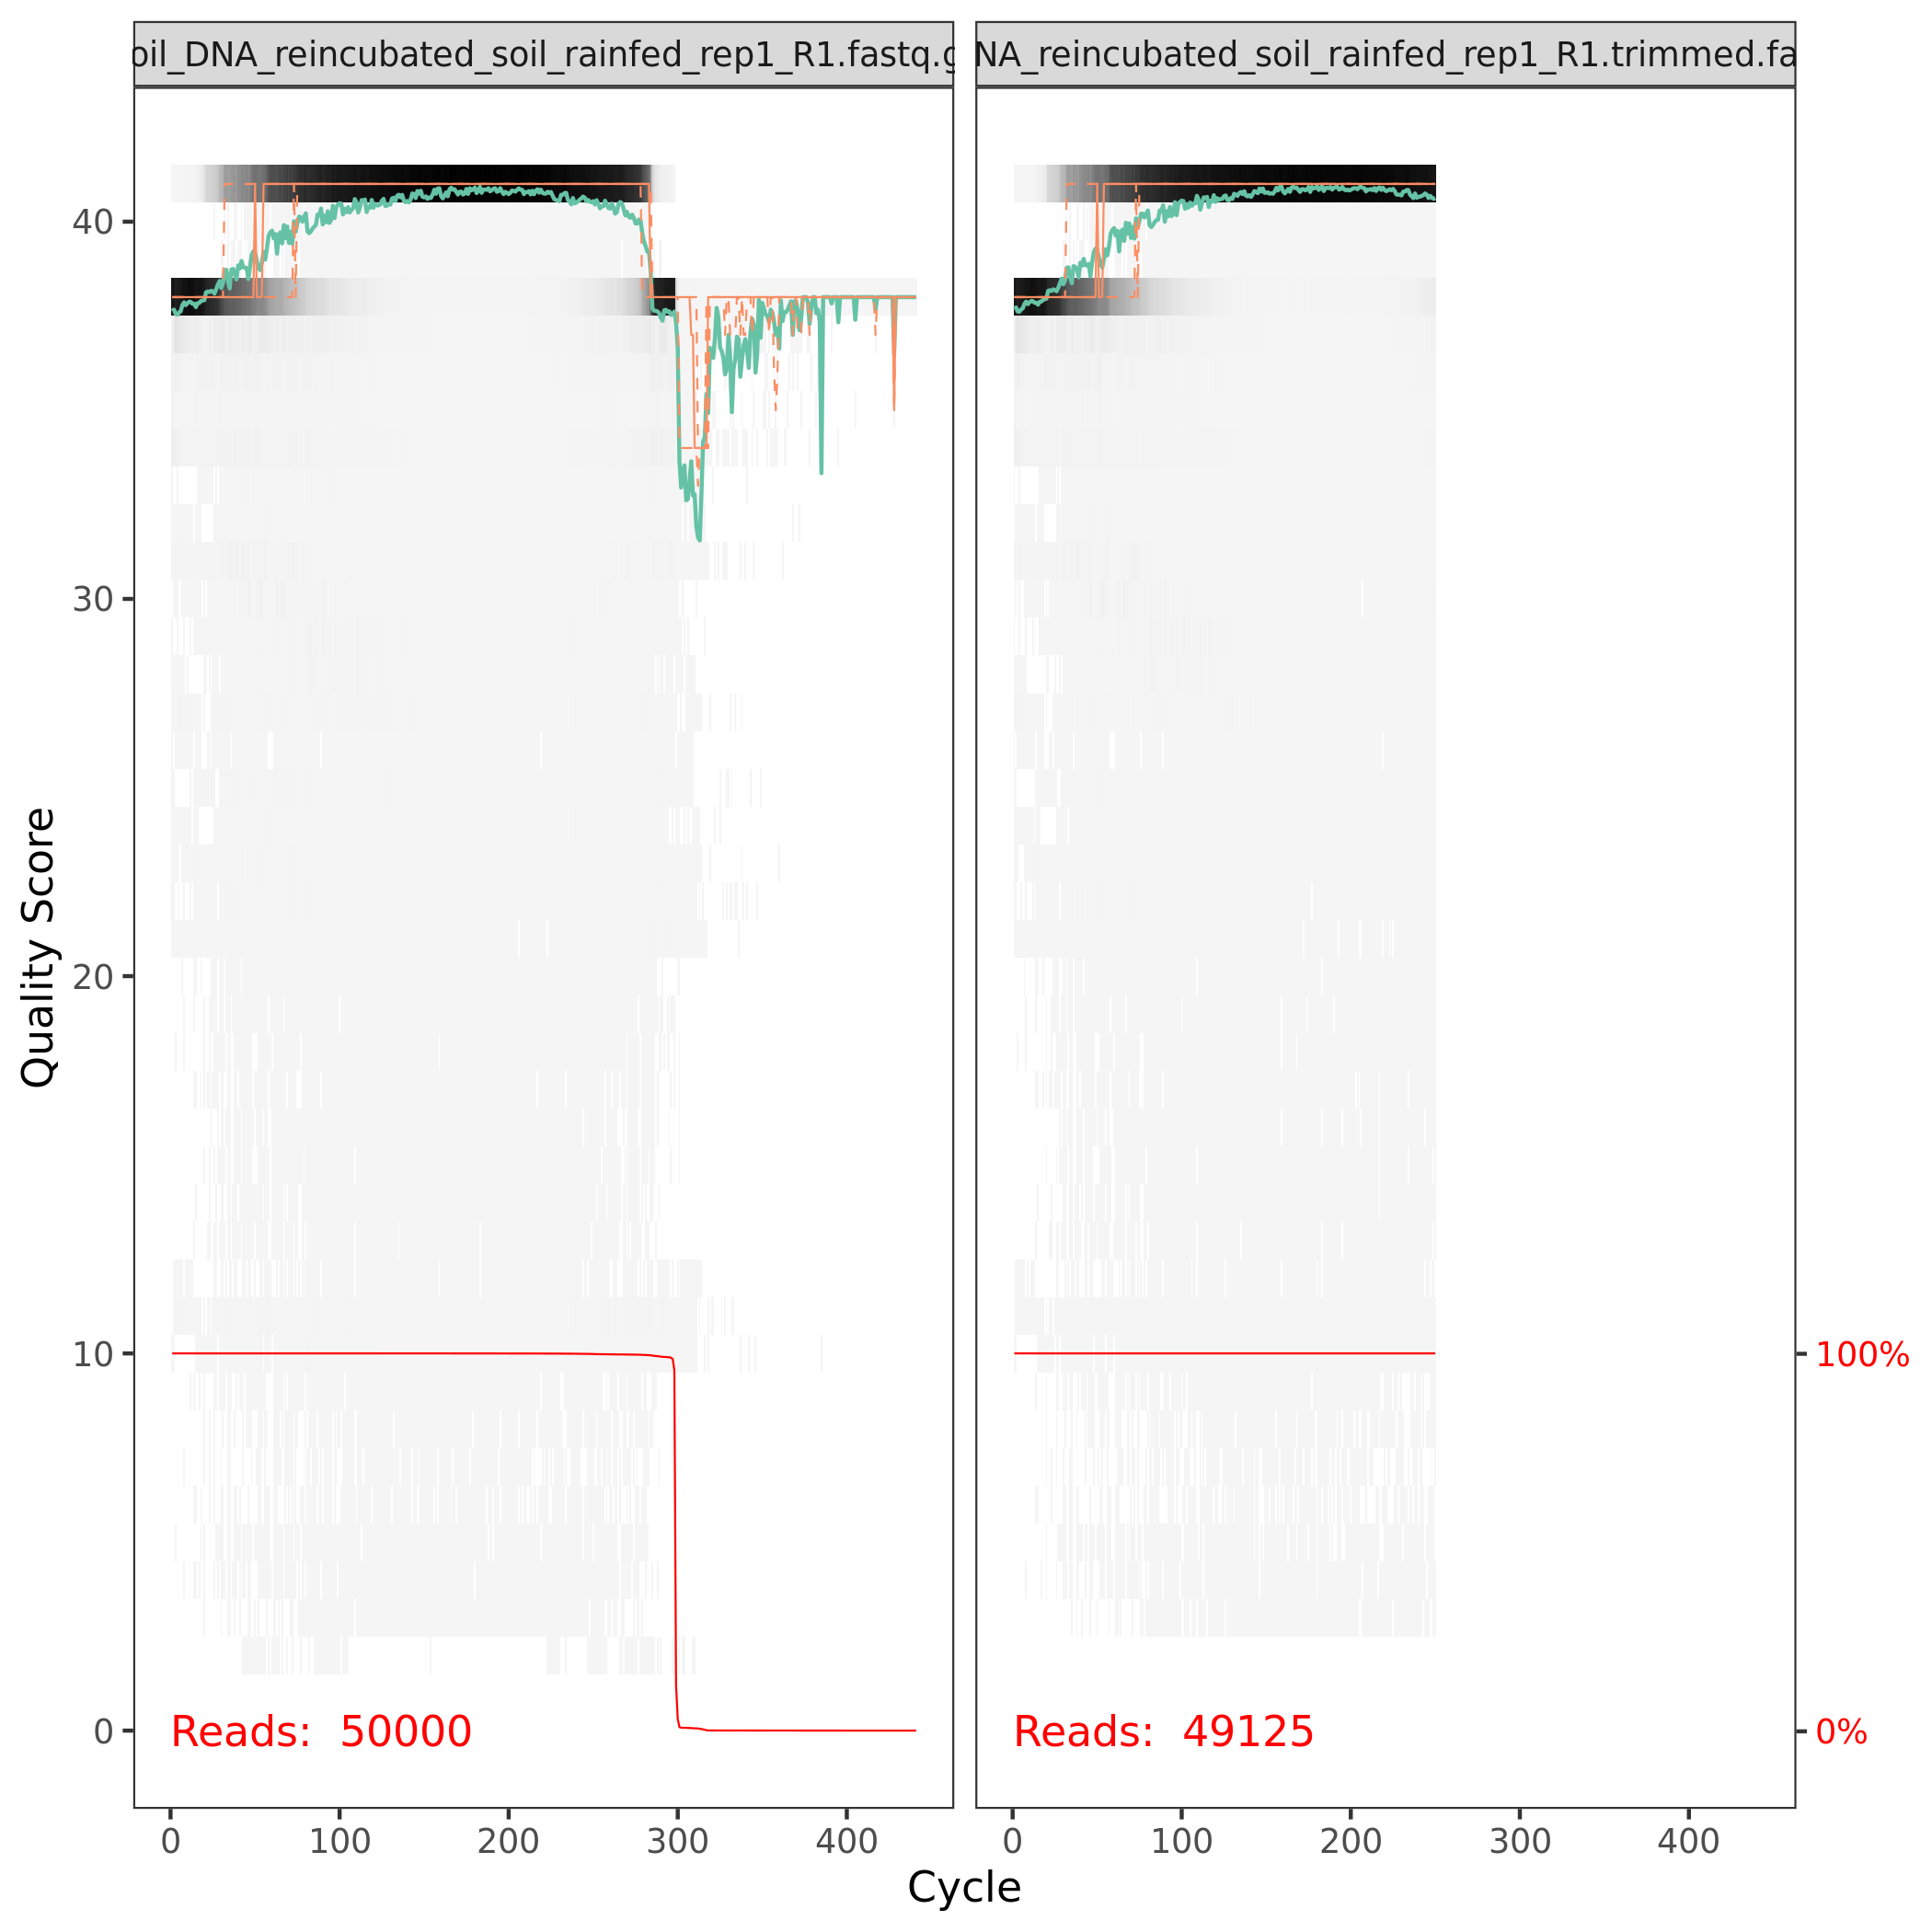 oil_DNA_reincubated_soil_rainfed_rep1_R1.fastq.g
NA_reincubated_soil_rainfed_rep1_R1.trimmed.fa
Quality Score
40
30
20
10
0
Reads: 50000
Reads: 49125
100%
0%
0 100 200 300 400
0 100 200 300 400
Cycle